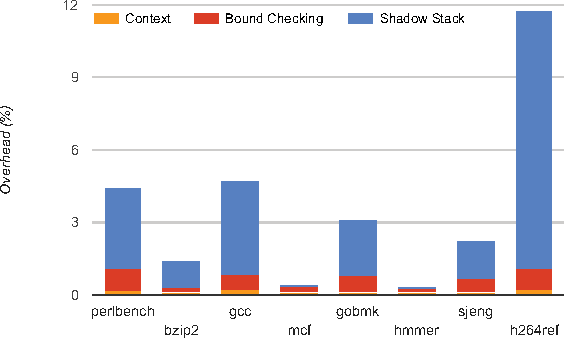 12
Context Bound Checking Shadow Stack
9
6
3
0
Overhead (%)
perlbench gcc gobmk sjeng
bzip2 mcf hmmer h264ref